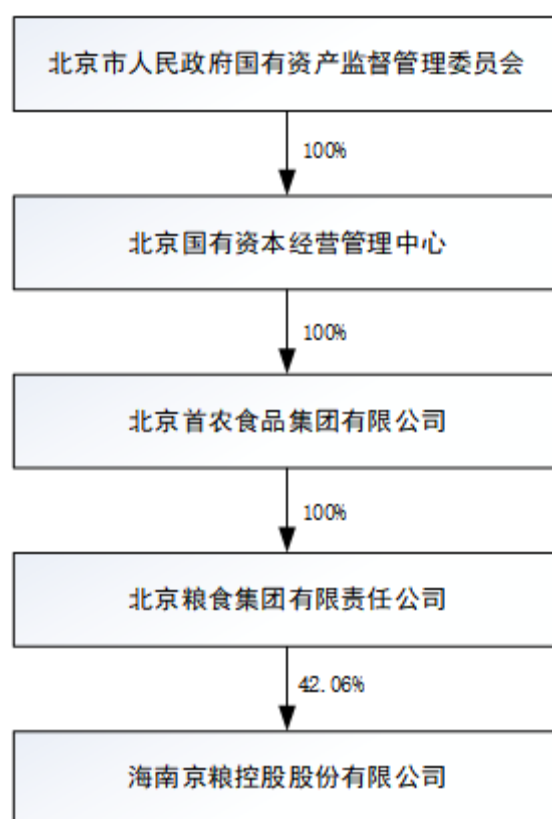 北京市人民政府国有资产监督管理委员会
100%
北京国有资本经营管理中心
100%
北京首农食品集团有限公司
100%
北京粮食集团有限责任公司
42.06%
海南京粮控股股份有限公司